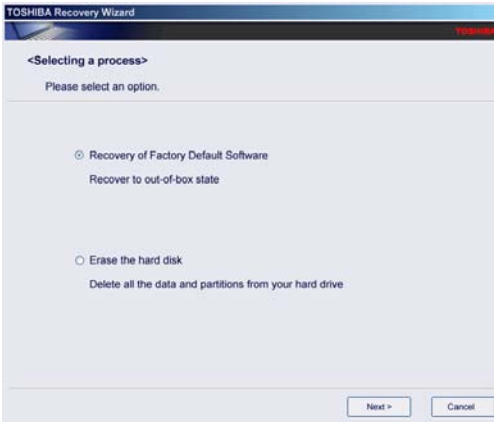 TOSHIBA Recovery Wizard
TOSHIBA
<Selecting a process>
Please select an option.
Recovery of Factory Default Software
Recover to out-of-box state
Erase the hard disk
Delete all the data and partitions from your hard drive
Next >
Cancel